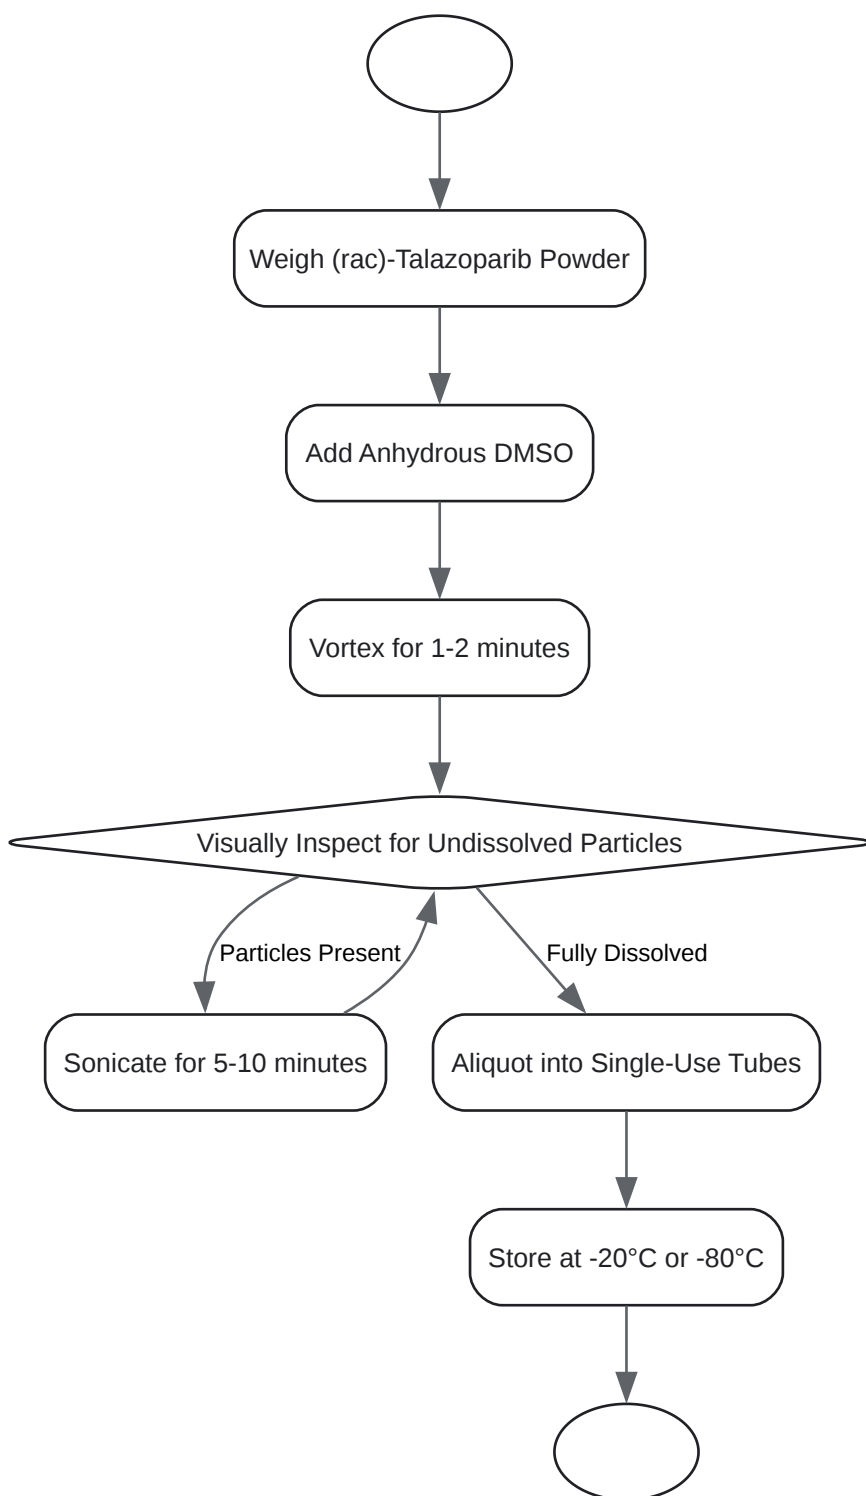 Weigh (rac)-Talazoparib Powder
Add Anhydrous DMSO
Vortex for 1-2 minutes
Visually Inspect for Undissolved Particles
Particles Present
Fully Dissolved
Sonicate for 5-10 minutes
Aliquot into Single-Use Tubes
Store at -20°C or -80°C